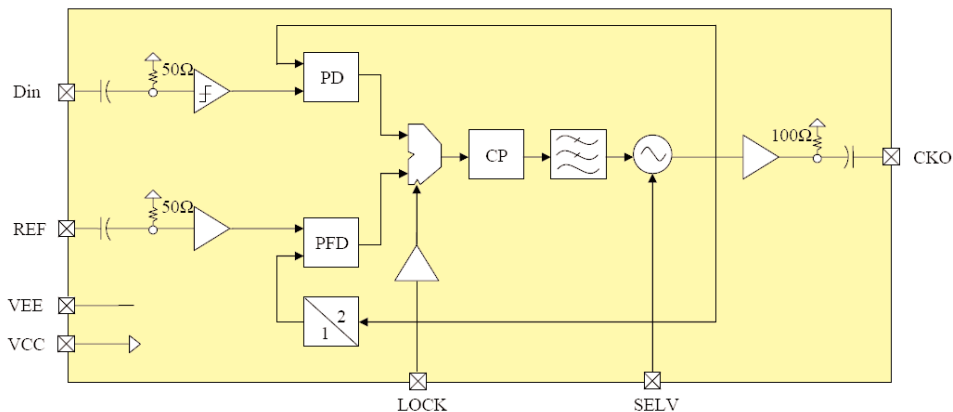 Din
50Ω
PD
100Ω
CP
CKO
REF
50Ω
PFD
VEE
1 2
VCC
LOCK
SELV